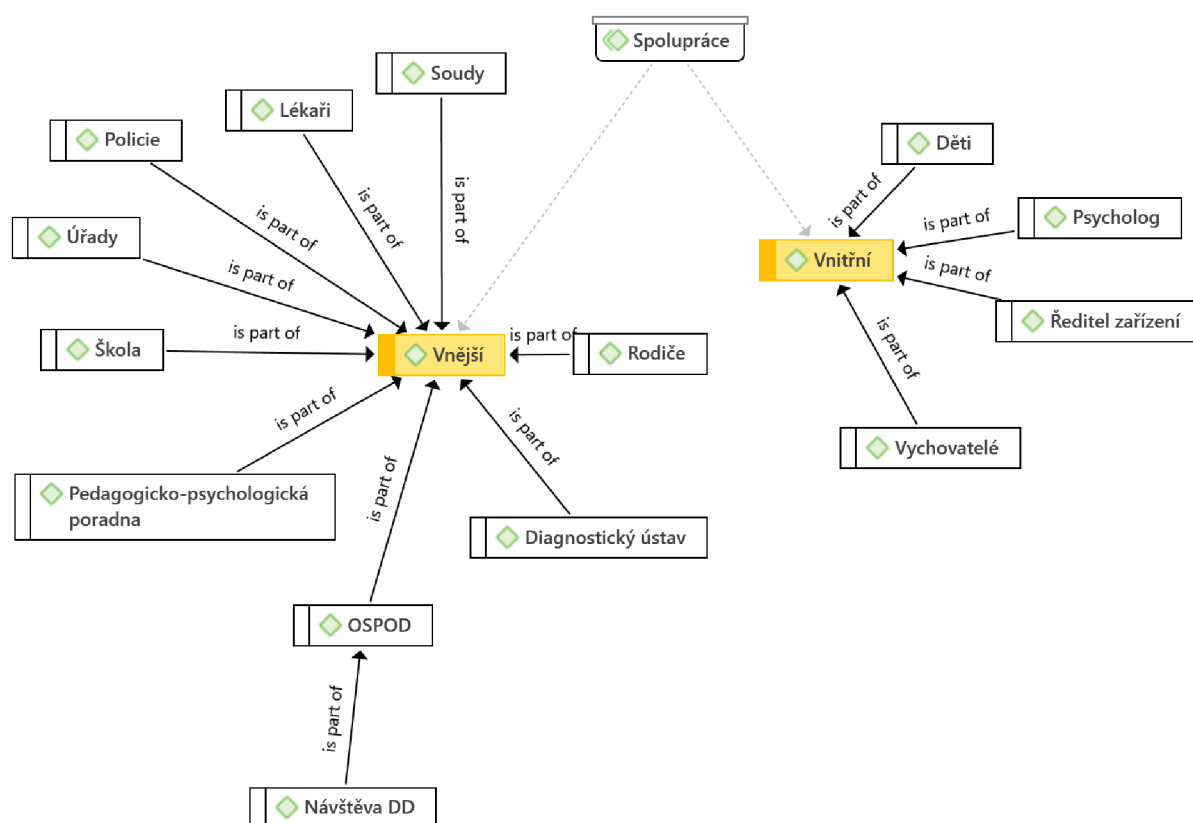 Spolupráce
Soudy
Lékaři
Policie
Děti
is part of
is part of
is part of
is part of
Psycholog
is part of
Úřady
is part of
Vnitřní
is part of
Škola
is part of
Ředitel zařízení
Vnější
is part of
Rodiče
is part of
is part of
is part of
Vychovatelé
Pedagogicko-psychologická
poradna
is part of
Diagnostický ústav
OSPOD
is part of
Návštěva DD